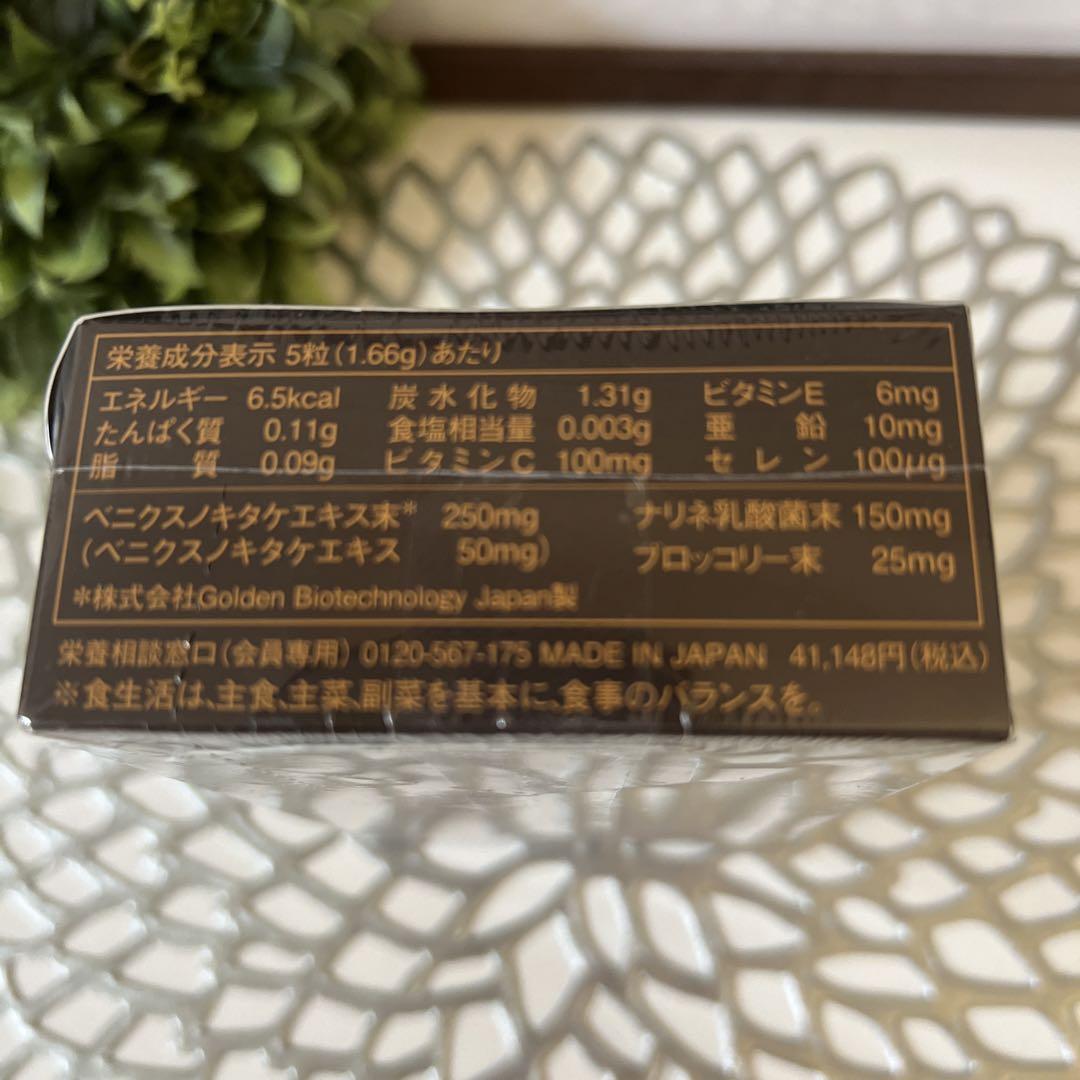 栄養成分表示 5粒(1.66g)あたり
エネルギー 6.5kcal 炭水化物 1.31g ビタミンE 6mg
たんぱく質 0.11g 食塩相当量 0.003g 亜鉛 10mg
脂質 0.09g ビタミンC 100mg セレン 100μg
ベニクスノキタケエキス末* 250mg ナリネ乳酸菌末 150mg
(ベニクスノキタケエキス 50mg) ブロッコリー末 25mg
*株式会社Golden Biotechnology Japan製
栄養相談窓口(会員専用) 0120-567-175 MADE IN JAPAN 41,148円(税込)
※食生活は、主食、主菜、副菜を基本に、食事のバランスを。